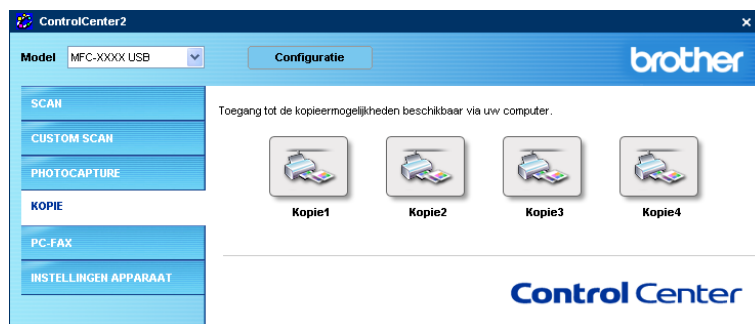 ControlCenter2
Model MFC-XXXX USB Configuratie brother
SCAN
CUSTOM SCAN
PHOTOCAPTURE
KOPIE
PC-FAX
INSTELLINGEN APPARAAT
Toegang tot de kopieermogelijkheden beschikbaar via uw computer.
Kopie1 Kopie2 Kopie3 Kopie4
Control Center